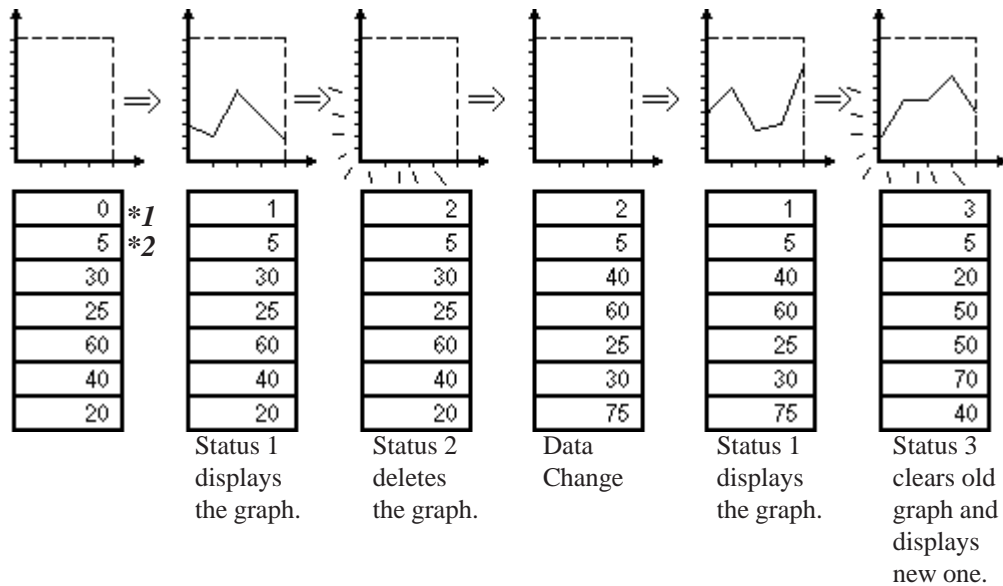 0 *1 1 2 2 1 3
5 *2 5 5 5 5 5
30 30 30 40 40 20
25 25 25 60 60 50
60 60 60 25 25 50
40 40 40 30 30 70
20 20 20 75 75 40
Status 1
displays
the graph.
Status 2
deletes
the graph.
Data
Change
Status 1
displays
the graph.
Status 3
clears old
graph and
displays
new one.